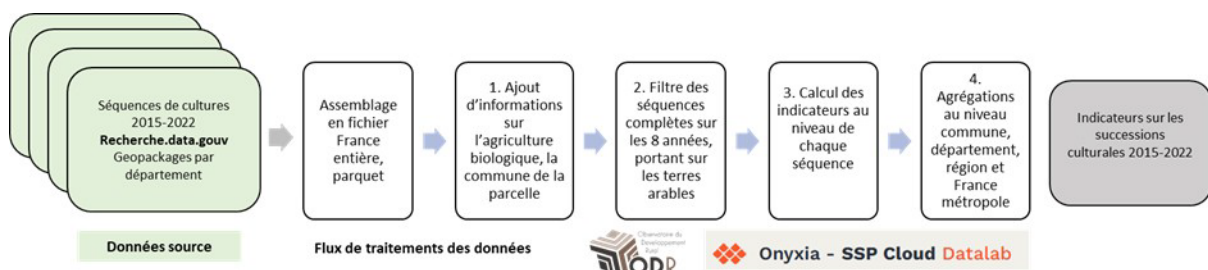 Séquences de cultures
2015-2022
Recherche.data.gouv
Geopackages par
département
Assemblage
en fichier
France
entière,
parquet
1. Ajout
d’informations
sur
l’agriculture
biologique, la
commune de la
parcelle
2. Filtre des
séquences
complètes sur
les 8 années,
portant sur
les terres
arables
3. Calcul des
indicateurs au
niveau de
chaque
séquence
4.
Agrégations
au niveau
commune,
département,
région et
France
métropole
Indicateurs sur les
successions
culturales 2015-2022
Données source
Flux de traitements des données
Observatoire du
Développement
Rural
ODR
Onyxia - SSP Cloud Datalab